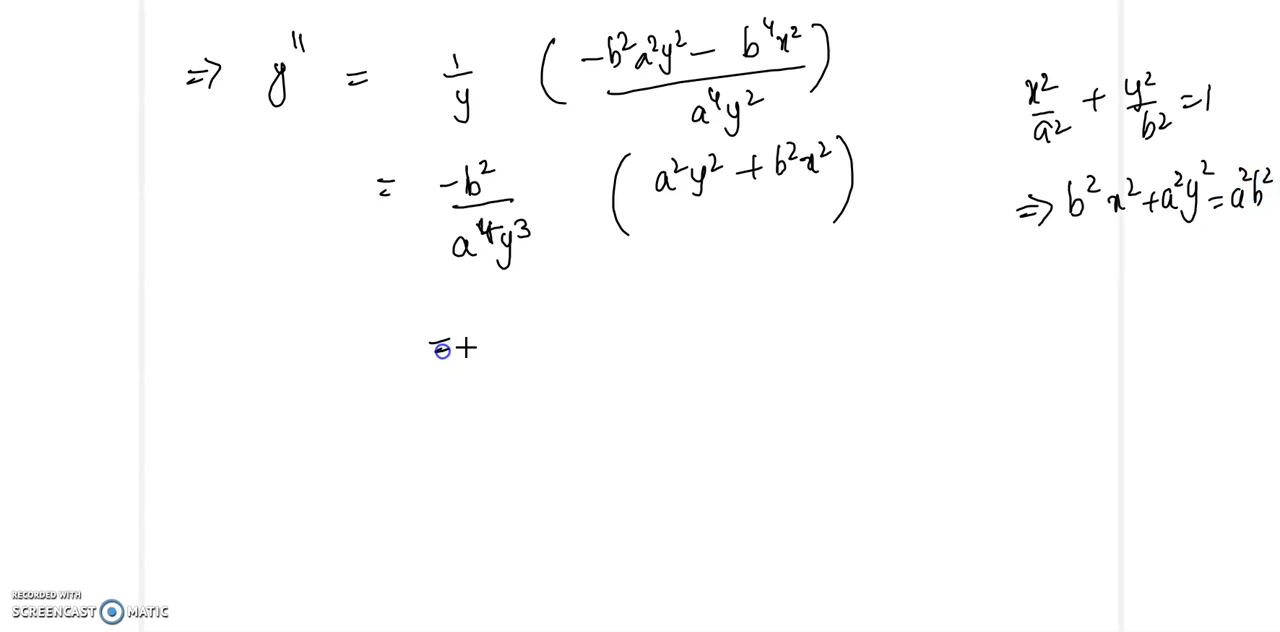 ⇒ y'' = 1/y ( (-b²a²y² - b⁴x²) / (a⁴y²) )
= -b² / (a⁴y³) ( a²y² + b²x² )
=+
x²/a² + y²/b² = 1
⇒ b²x² + a²y² = a²b²
RECORDED WITH
SCREENCAST MATIC